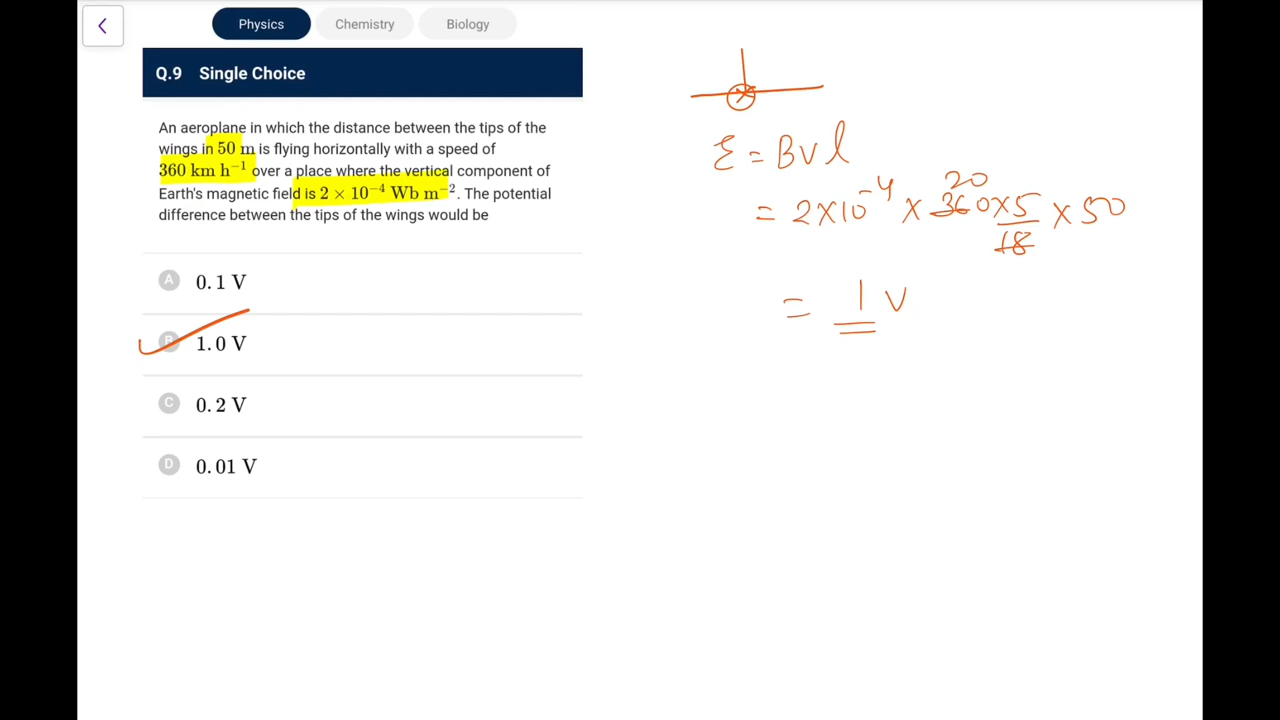 Physics Chemistry Biology
Q.9 Single Choice
An aeroplane in which the distance between the tips of the
wings in 50 m is flying horizontally with a speed of
360 km h⁻¹ over a place where the vertical component of
Earth's magnetic field is 2 × 10⁻⁴ Wb m⁻². The potential
difference between the tips of the wings would be
A 0.1 V
B 1.0 V
C 0.2 V
D 0.01 V
ε = Bvl
20
= 2×10⁻⁴ × 360×5 × 50
18
= 1 V